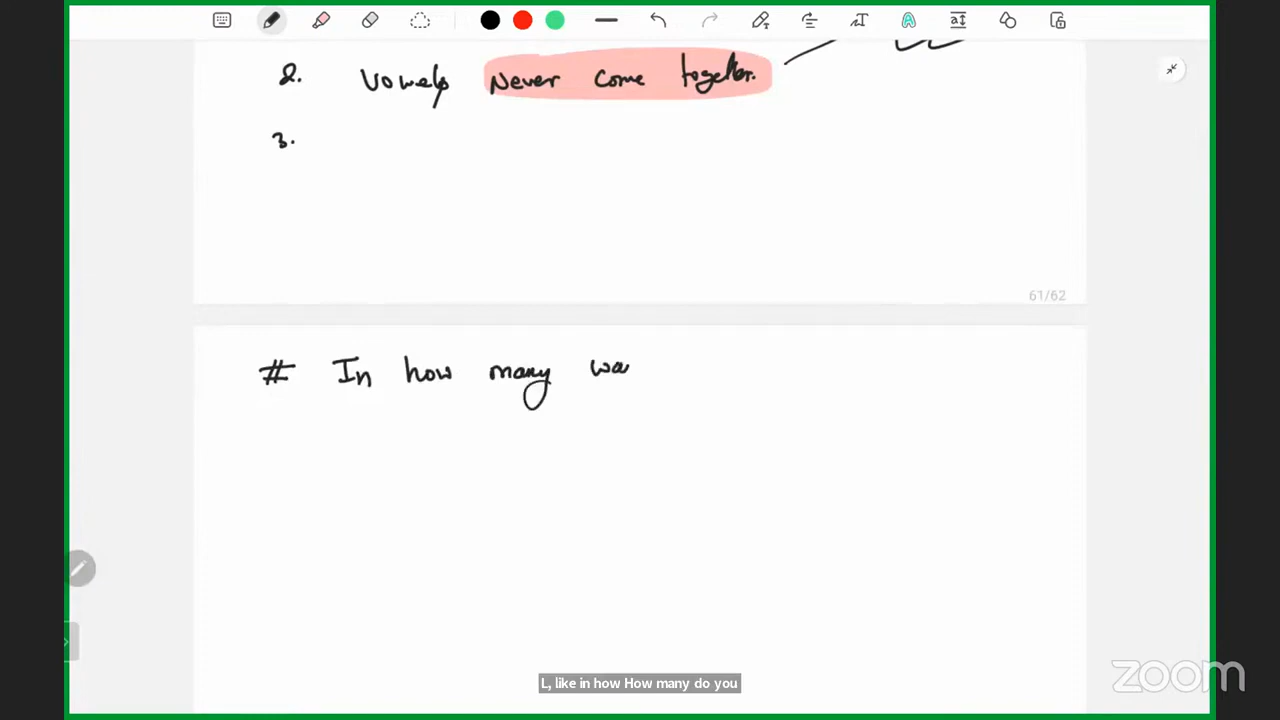 2. Vowels Never come together.
3.
61/62
# In how many wa
L, like in how How many do you
zoom